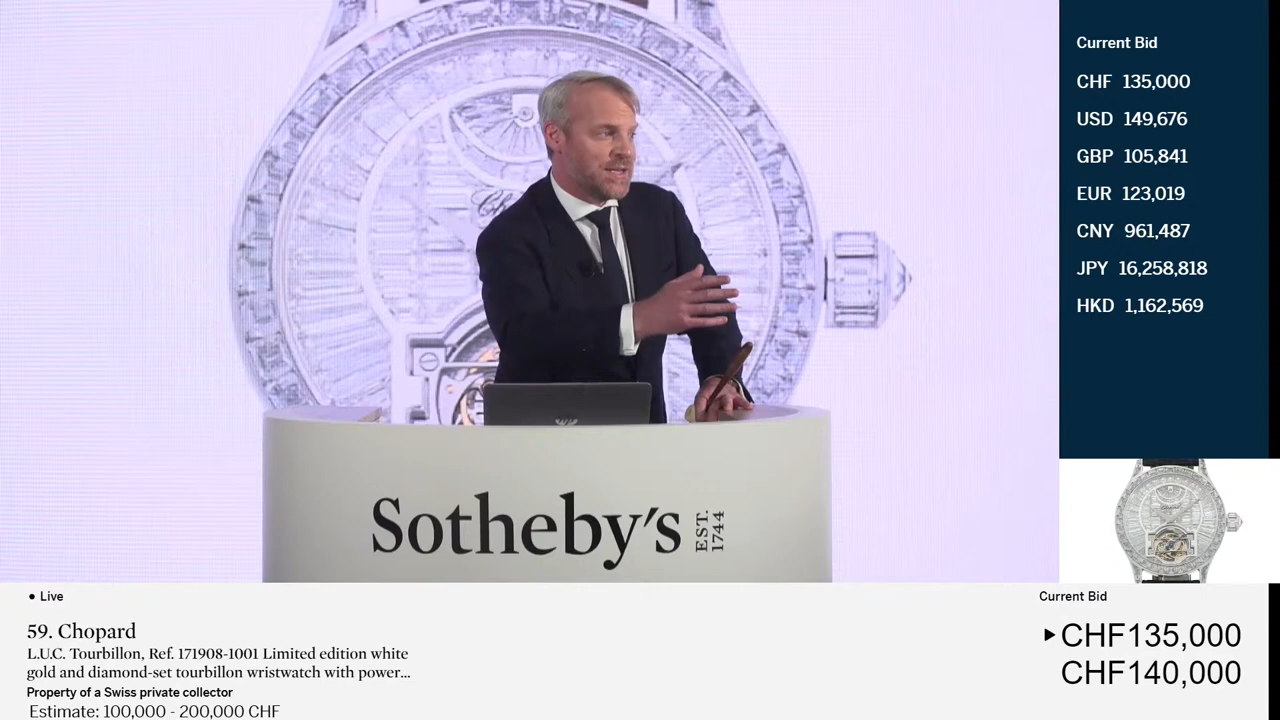 Current Bid
CHF 135,000
USD 149,676
GBP 105,841
EUR 123,019
CNY 961,487
JPY 16,258,818
HKD 1,162,569
Sotheby's EST. 1744
• Live
59. Chopard
L.U.C. Tourbillon, Ref. 171908-1001 Limited edition white
gold and diamond-set tourbillon wristwatch with power...
Property of a Swiss private collector
Estimate: 100,000 - 200,000 CHF
Current Bid
CHF135,000
CHF140,000